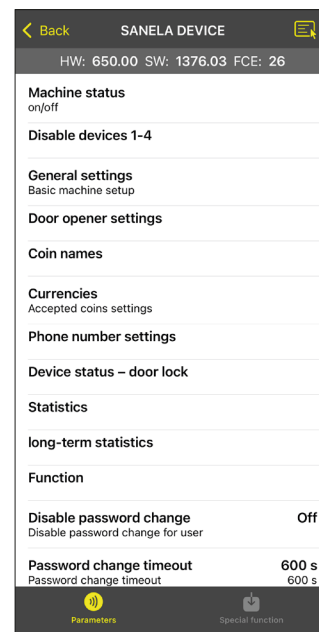 Back SANELA DEVICE
HW: 650.00 SW: 1376.03 FCE: 26
Machine status
on/off
Disable devices 1-4
General settings
Basic machine setup
Door opener settings
Coin names
Currencies
Accepted coins settings
Phone number settings
Device status – door lock
Statistics
long-term statistics
Function
Disable password change Off
Disable password change for user
Password change timeout 600 s
Password change timeout 600 s
Parameters Special function